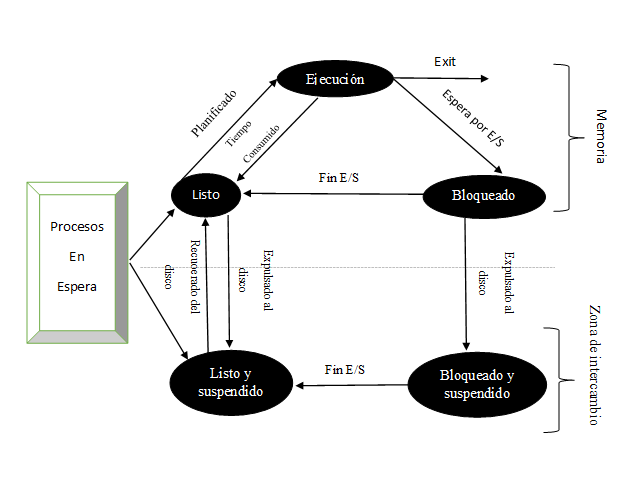 Exit
Ejecución
Planificado
Tiempo
Consumido
Espera por E/S
Memoria
Listo
Fin E/S
Bloqueado
Procesos
En
Espera
Recuperado del
disco
Expulsado al
disco
Expulsado al
disco
Zona de intercambio
Listo y
suspendido
Fin E/S
Bloqueado y
suspendido